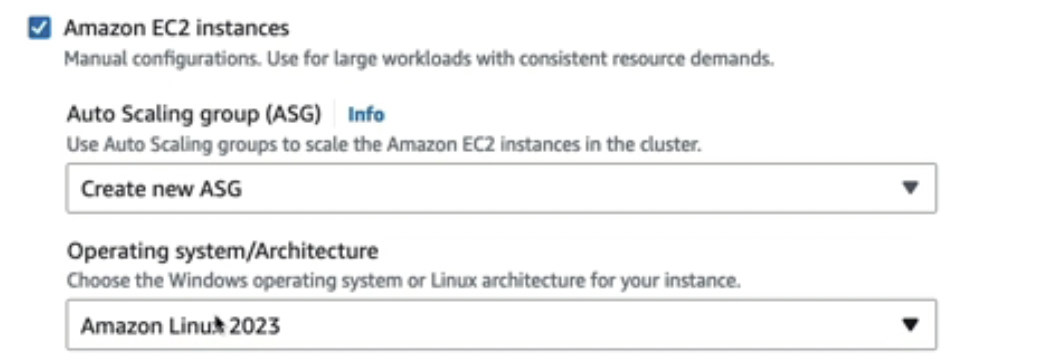 Amazon EC2 instances
Manual configurations. Use for large workloads with consistent resource demands.
Auto Scaling group (ASG) Info
Use Auto Scaling groups to scale the Amazon EC2 instances in the cluster.
Create new ASG
Operating system/Architecture
Choose the Windows operating system or Linux architecture for your instance.
Amazon Linux 2023